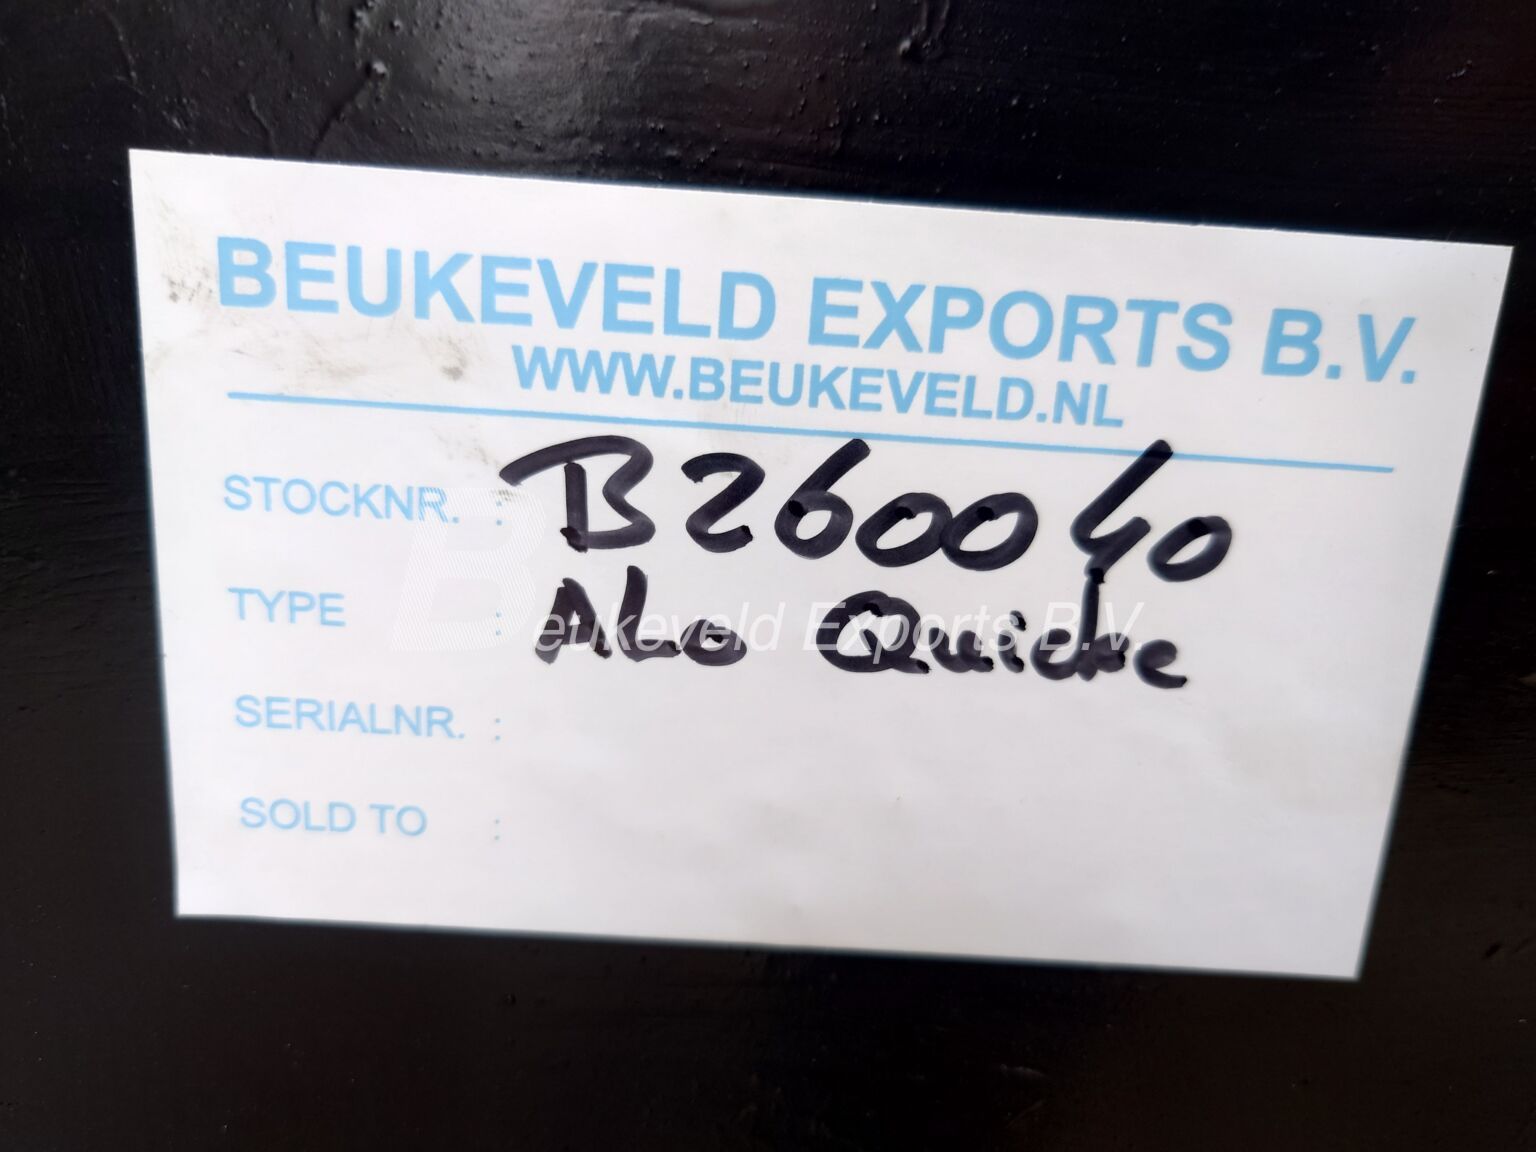 BEUKEVELD EXPORTS B.V.
WWW.BEUKEVELD.NL
STOCKNR. : B260040
TYPE : ALO Quicke
Beukeveld Exports B.V.
SERIALNR. :
SOLD TO :